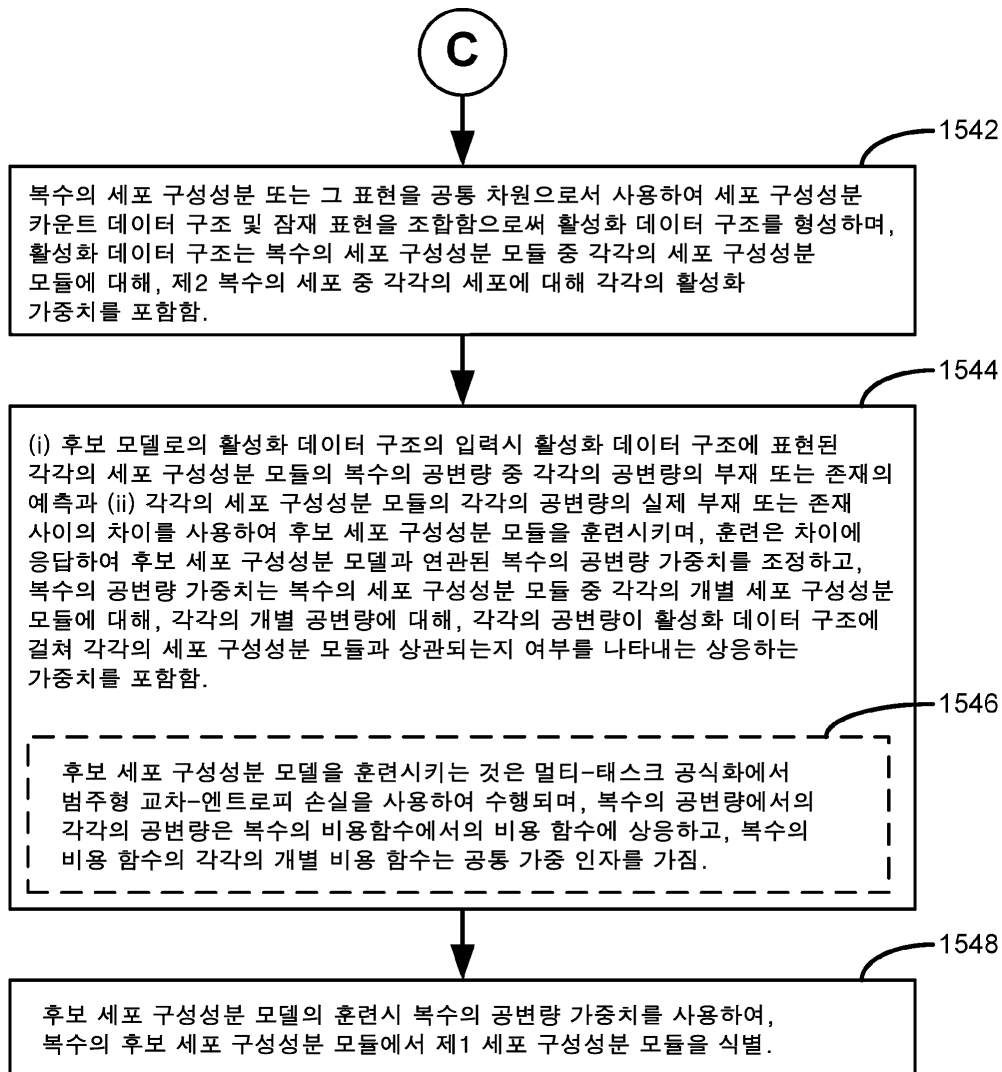 C
1542
복수의 세포 구성성분 또는 그 표현을 공통 차원으로서 사용하여 세포 구성성분
카운트 데이터 구조 및 잠재 표현을 조합함으로써 활성화 데이터 구조를 형성하며,
활성화 데이터 구조는 복수의 세포 구성성분 모듈 중 각각의 세포 구성성분
모듈에 대해, 제2 복수의 세포 중 각각의 세포에 대해 각각의 활성화
가중치를 포함함.
1544
(i) 후보 모델로의 활성화 데이터 구조의 입력시 활성화 데이터 구조에 표현된
각각의 세포 구성성분 모듈의 복수의 공변량 중 각각의 공변량의 부재 또는 존재의
예측과 (ii) 각각의 세포 구성성분 모듈의 각각의 공변량의 실제 부재 또는 존재
사이의 차이를 사용하여 후보 세포 구성성분 모듈을 훈련시키며, 훈련은 차이에
응답하여 후보 세포 구성성분 모델과 연관된 복수의 공변량 가중치를 조정하고,
복수의 공변량 가중치는 복수의 세포 구성성분 모듈 중 각각의 개별 세포 구성성분
모듈에 대해, 각각의 개별 공변량에 대해, 각각의 공변량이 활성화 데이터 구조에
걸쳐 각각의 세포 구성성분 모듈과 상관되는지 여부를 나타내는 상응하는
가중치를 포함함.
1546
후보 세포 구성성분 모델을 훈련시키는 것은 멀티-태스크 공식화에서
범주형 교차-엔트로피 손실을 사용하여 수행되며, 복수의 공변량에서의
각각의 공변량은 복수의 비용함수에서의 비용 함수에 상응하고, 복수의
비용 함수의 각각의 개별 비용 함수는 공통 가중 인자를 가짐.
1548
후보 세포 구성성분 모델의 훈련시 복수의 공변량 가중치를 사용하여,
복수의 후보 세포 구성성분 모듈에서 제1 세포 구성성분 모듈을 식별.